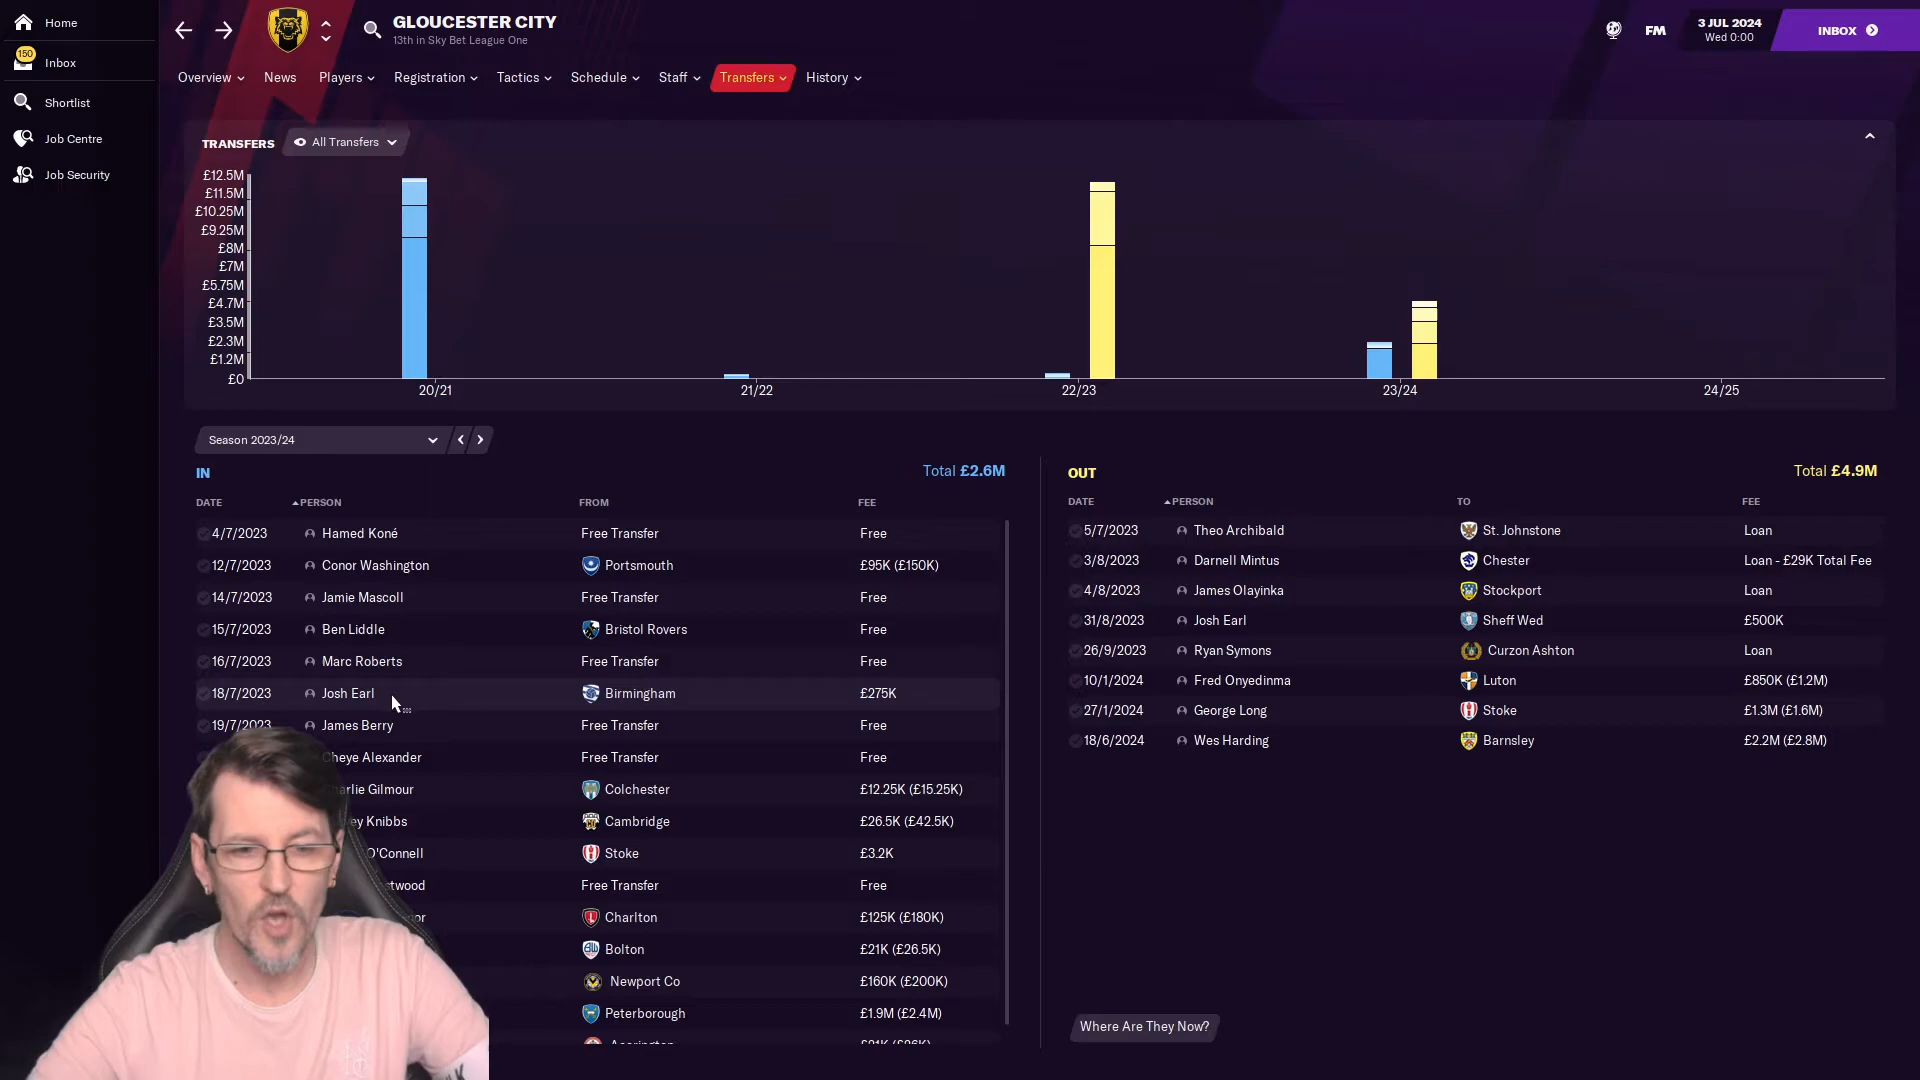 Home
150
Inbox
Shortlist
Job Centre
Job Security
GLOUCESTER CITY
13th in Sky Bet League One
FM
3 JUL 2024
Wed 0:00
INBOX
Overview
News
Players
Registration
Tactics
Schedule
Staff
Transfers
History
TRANSFERS
All Transfers
£12.5M
£11.5M
£10.25M
£9.25M
£8M
£7M
£5.75M
£4.7M
£3.5M
£2.3M
£1.2M
£0
20/21
21/22
22/23
23/24
24/25
Season 2023/24
IN
Total £2.6M
DATE PERSON FROM FEE
4/7/2023 Hamed Koné Free Transfer Free
12/7/2023 Conor Washington Portsmouth £95K (£150K)
14/7/2023 Jamie Mascoll Free Transfer Free
15/7/2023 Ben Liddle Bristol Rovers Free
16/7/2023 Marc Roberts Free Transfer Free
18/7/2023 Josh Earl Birmingham £275K
19/7/2023 James Berry Free Transfer Free
Cheye Alexander Free Transfer Free
Gilmour Colchester £12.25K (£15.25K)
Knibbs Cambridge £26.5K (£42.5K)
O'Connell Stoke £3.2K
Free Transfer Free
Charlton £125K (£180K)
Bolton £21K (£26.5K)
Newport Co £160K (£200K)
Peterborough £1.9M (£2.4M)
OUT
Total £4.9M
DATE PERSON TO FEE
5/7/2023 Theo Archibald St. Johnstone Loan
3/8/2023 Darnell Mintus Chester Loan - £29K Total Fee
4/8/2023 James Olayinka Stockport Loan
31/8/2023 Josh Earl Sheff Wed £500K
26/9/2023 Ryan Symons Curzon Ashton Loan
10/1/2024 Fred Onyedinma Luton £850K (£1.2M)
27/1/2024 George Long Stoke £1.3M (£1.6M)
18/6/2024 Wes Harding Barnsley £2.2M (£2.8M)
Where Are They Now?